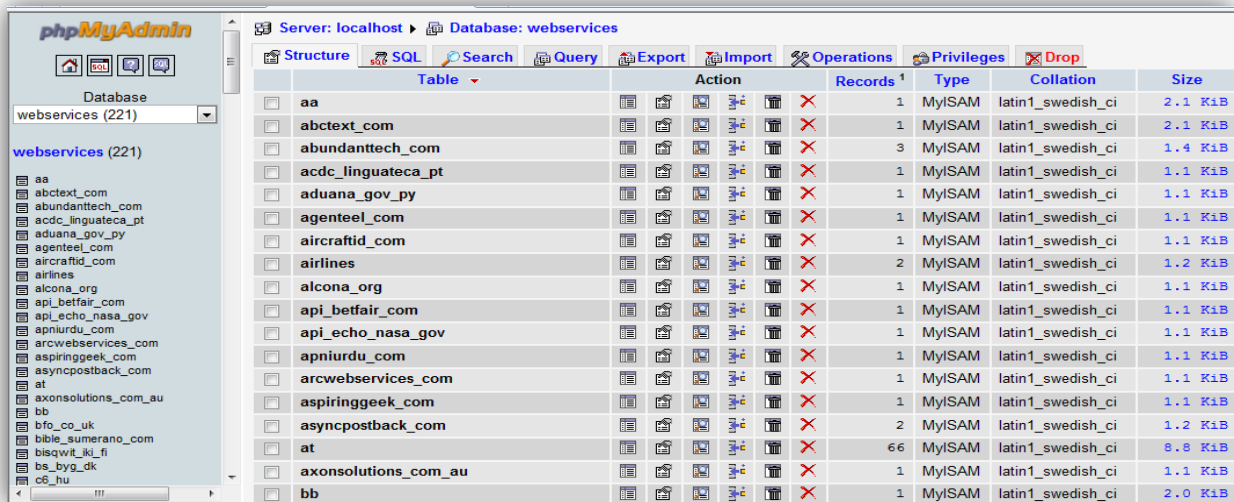 phpMyAdmin
SQL
SQL
Database
webservices (221)
webservices (221)
aa
abctext_com
abundanttech_com
acdc_linguateca_pt
aduana_gov_py
agenteel_com
aircraftid_com
airlines
alcona_org
api_betfair_com
api_echo_nasa_gov
apniurdu_com
arcwebservices_com
aspiringgeek_com
asyncpostback_com
at
axonsolutions_com_au
bb
bfo_co_uk
bible_sumerano_com
bisqwit_iki_fi
bs_byg_dk
c6_hu
Server: localhost Database: webservices
Structure SQL Search Query Export Import Operations Privileges Drop
Table Action Records 1 Type Collation Size
aa 1 MyISAM latin1_swedish_ci 2.1 KiB
abctext_com 1 MyISAM latin1_swedish_ci 2.1 KiB
abundanttech_com 3 MyISAM latin1_swedish_ci 1.4 KiB
acdc_linguateca_pt 1 MyISAM latin1_swedish_ci 1.1 KiB
aduana_gov_py 1 MyISAM latin1_swedish_ci 1.1 KiB
agenteel_com 1 MyISAM latin1_swedish_ci 1.1 KiB
aircraftid_com 1 MyISAM latin1_swedish_ci 1.1 KiB
airlines 2 MyISAM latin1_swedish_ci 1.2 KiB
alcona_org 1 MyISAM latin1_swedish_ci 1.1 KiB
api_betfair_com 1 MyISAM latin1_swedish_ci 1.1 KiB
api_echo_nasa_gov 1 MyISAM latin1_swedish_ci 1.1 KiB
apniurdu_com 1 MyISAM latin1_swedish_ci 1.1 KiB
arcwebservices_com 1 MyISAM latin1_swedish_ci 1.1 KiB
aspiringgeek_com 1 MyISAM latin1_swedish_ci 1.1 KiB
asyncpostback_com 2 MyISAM latin1_swedish_ci 1.2 KiB
at 66 MyISAM latin1_swedish_ci 8.8 KiB
axonsolutions_com_au 1 MyISAM latin1_swedish_ci 1.1 KiB
bb 1 MyISAM latin1_swedish_ci 2.0 KiB